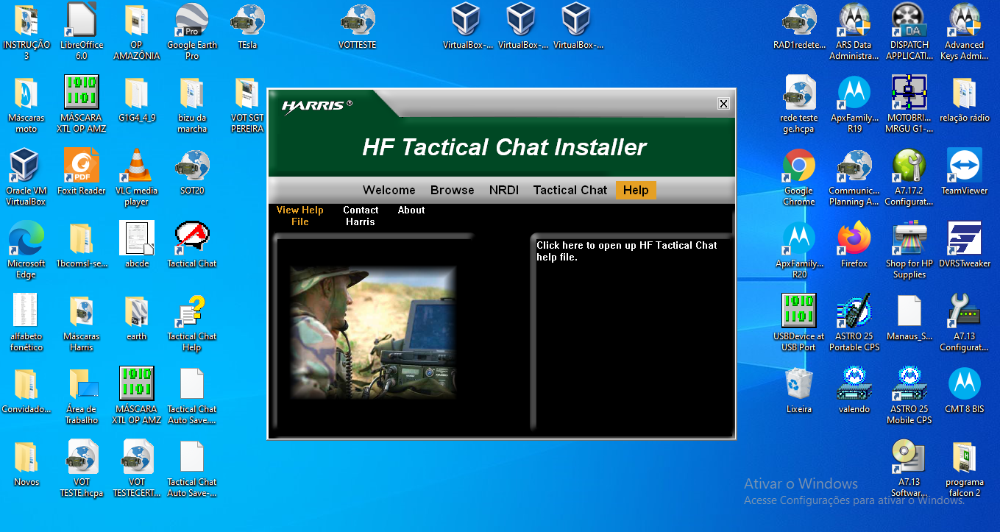 INSTRUÇÃO
3
LibreOffice
6.0
OP
AMAZÔNIA
Pro
Google Earth
Pro
TEsla
VOTTESTE
VirtualBox-...
VirtualBox-...
VirtualBox-...
RAD1redete...
ARS Data
Administra...
DA
DISPATCH
APPLICATI...
Advanced
Keys Admi...
Máscaras
moto
1010
1101
MÁSCARA
XTL OP AMZ
G1G4_4_9
bizu da
marcha
VOT SGT
PEREIRA
rede teste
ge.hcpa
ApxFamily...
R19
MOTOBRI...
MRGU G1-...
relação rádio
Oracle VM
VirtualBox
PDF
Foxit Reader
VLC media
player
SOT20
Google
Chrome
Communic...
Planning A...
A7.17.2
Configurat...
TeamViewer
Microsoft
Edge
1bcomsl-se...
abcde
Tactical Chat
ApxFamily...
R20
Firefox
Shop for HP
Supplies
DVRSTweaker
alfabeto
fonético
Máscaras
Harris
earth
Tactical Chat
Help
1010
1101
USBDevice at
USB Port
ASTRO 25
Portable CPS
Manaus_S...
A7.13
Configurat...
Convidado...
Área de
Trabalho
1010
1101
MÁSCARA
XTL OP AMZ
Tactical Chat
Auto Save....
Lixeira
valendo
ASTRO 25
Mobile CPS
CMT 8 BIS
Novos
VOT
TESTE.hcpa
VOT
TESTECERT...
Tactical Chat
Auto Save-...
A7.13
Softwar...
programa
falcon 2
HARRIS ®
X
HF Tactical Chat Installer
Welcome Browse NRDI Tactical Chat Help
View Help
File
Contact
Harris
About
Click here to open up HF Tactical Chat
help file.
Ativar o Windows
Acesse Configurações para ativar o Windows.